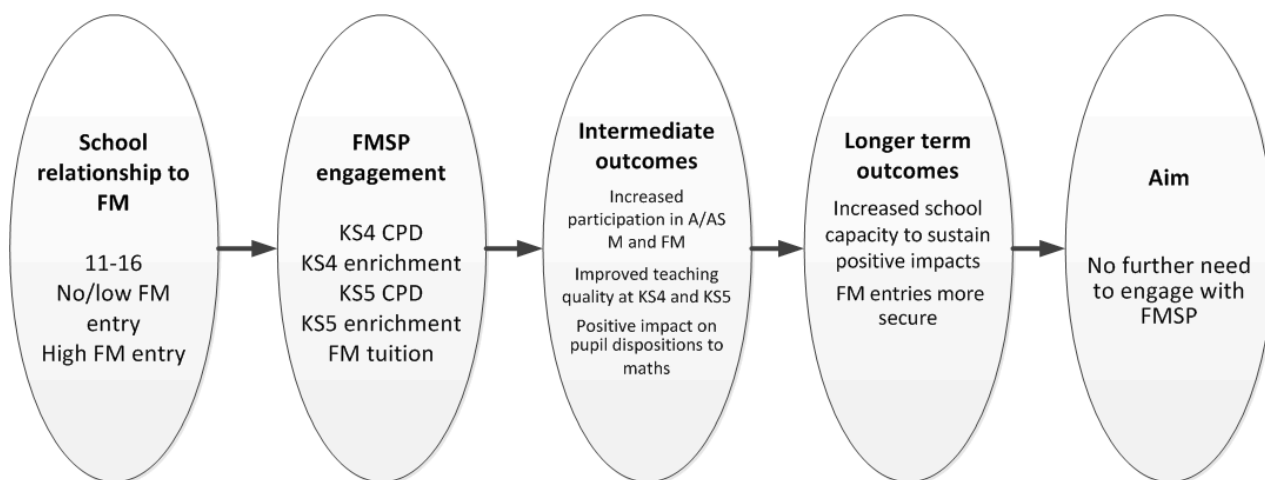 School
relationship to
FM
11-16
No/low FM
entry
High FM entry
FMSP
engagement
KS4 CPD
KS4 enrichment
KS5 CPD
KS5 enrichment
FM tuition
Intermediate
outcomes
Increased
participation in A/AS
M and FM
Improved teaching
quality at KS4 and KS5
Positive impact on
pupil dispositions to
maths
Longer term
outcomes
Increased school
capacity to sustain
positive impacts
FM entries more
secure
Aim
No further need
to engage with
FMSP